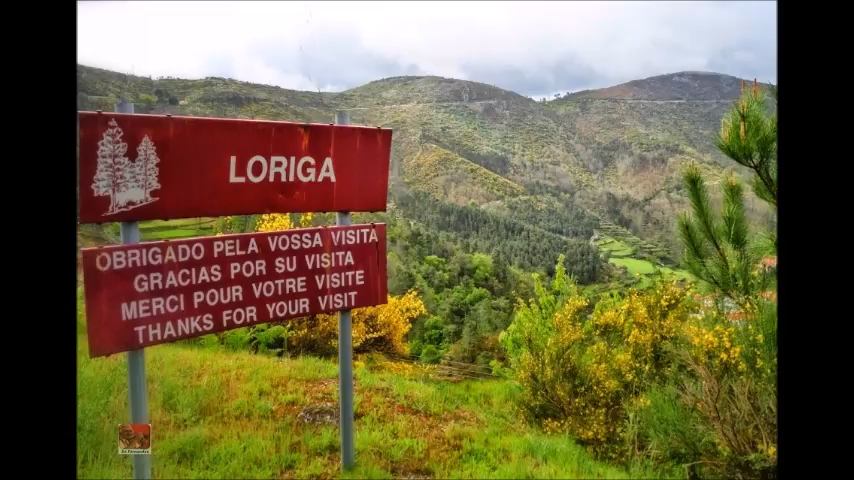 LORIGA
OBRIGADO PELA VOSSA VISITA
GRACIAS POR SU VISITA
MERCI POUR VOTRE VISITE
THANKS FOR YOUR VISIT